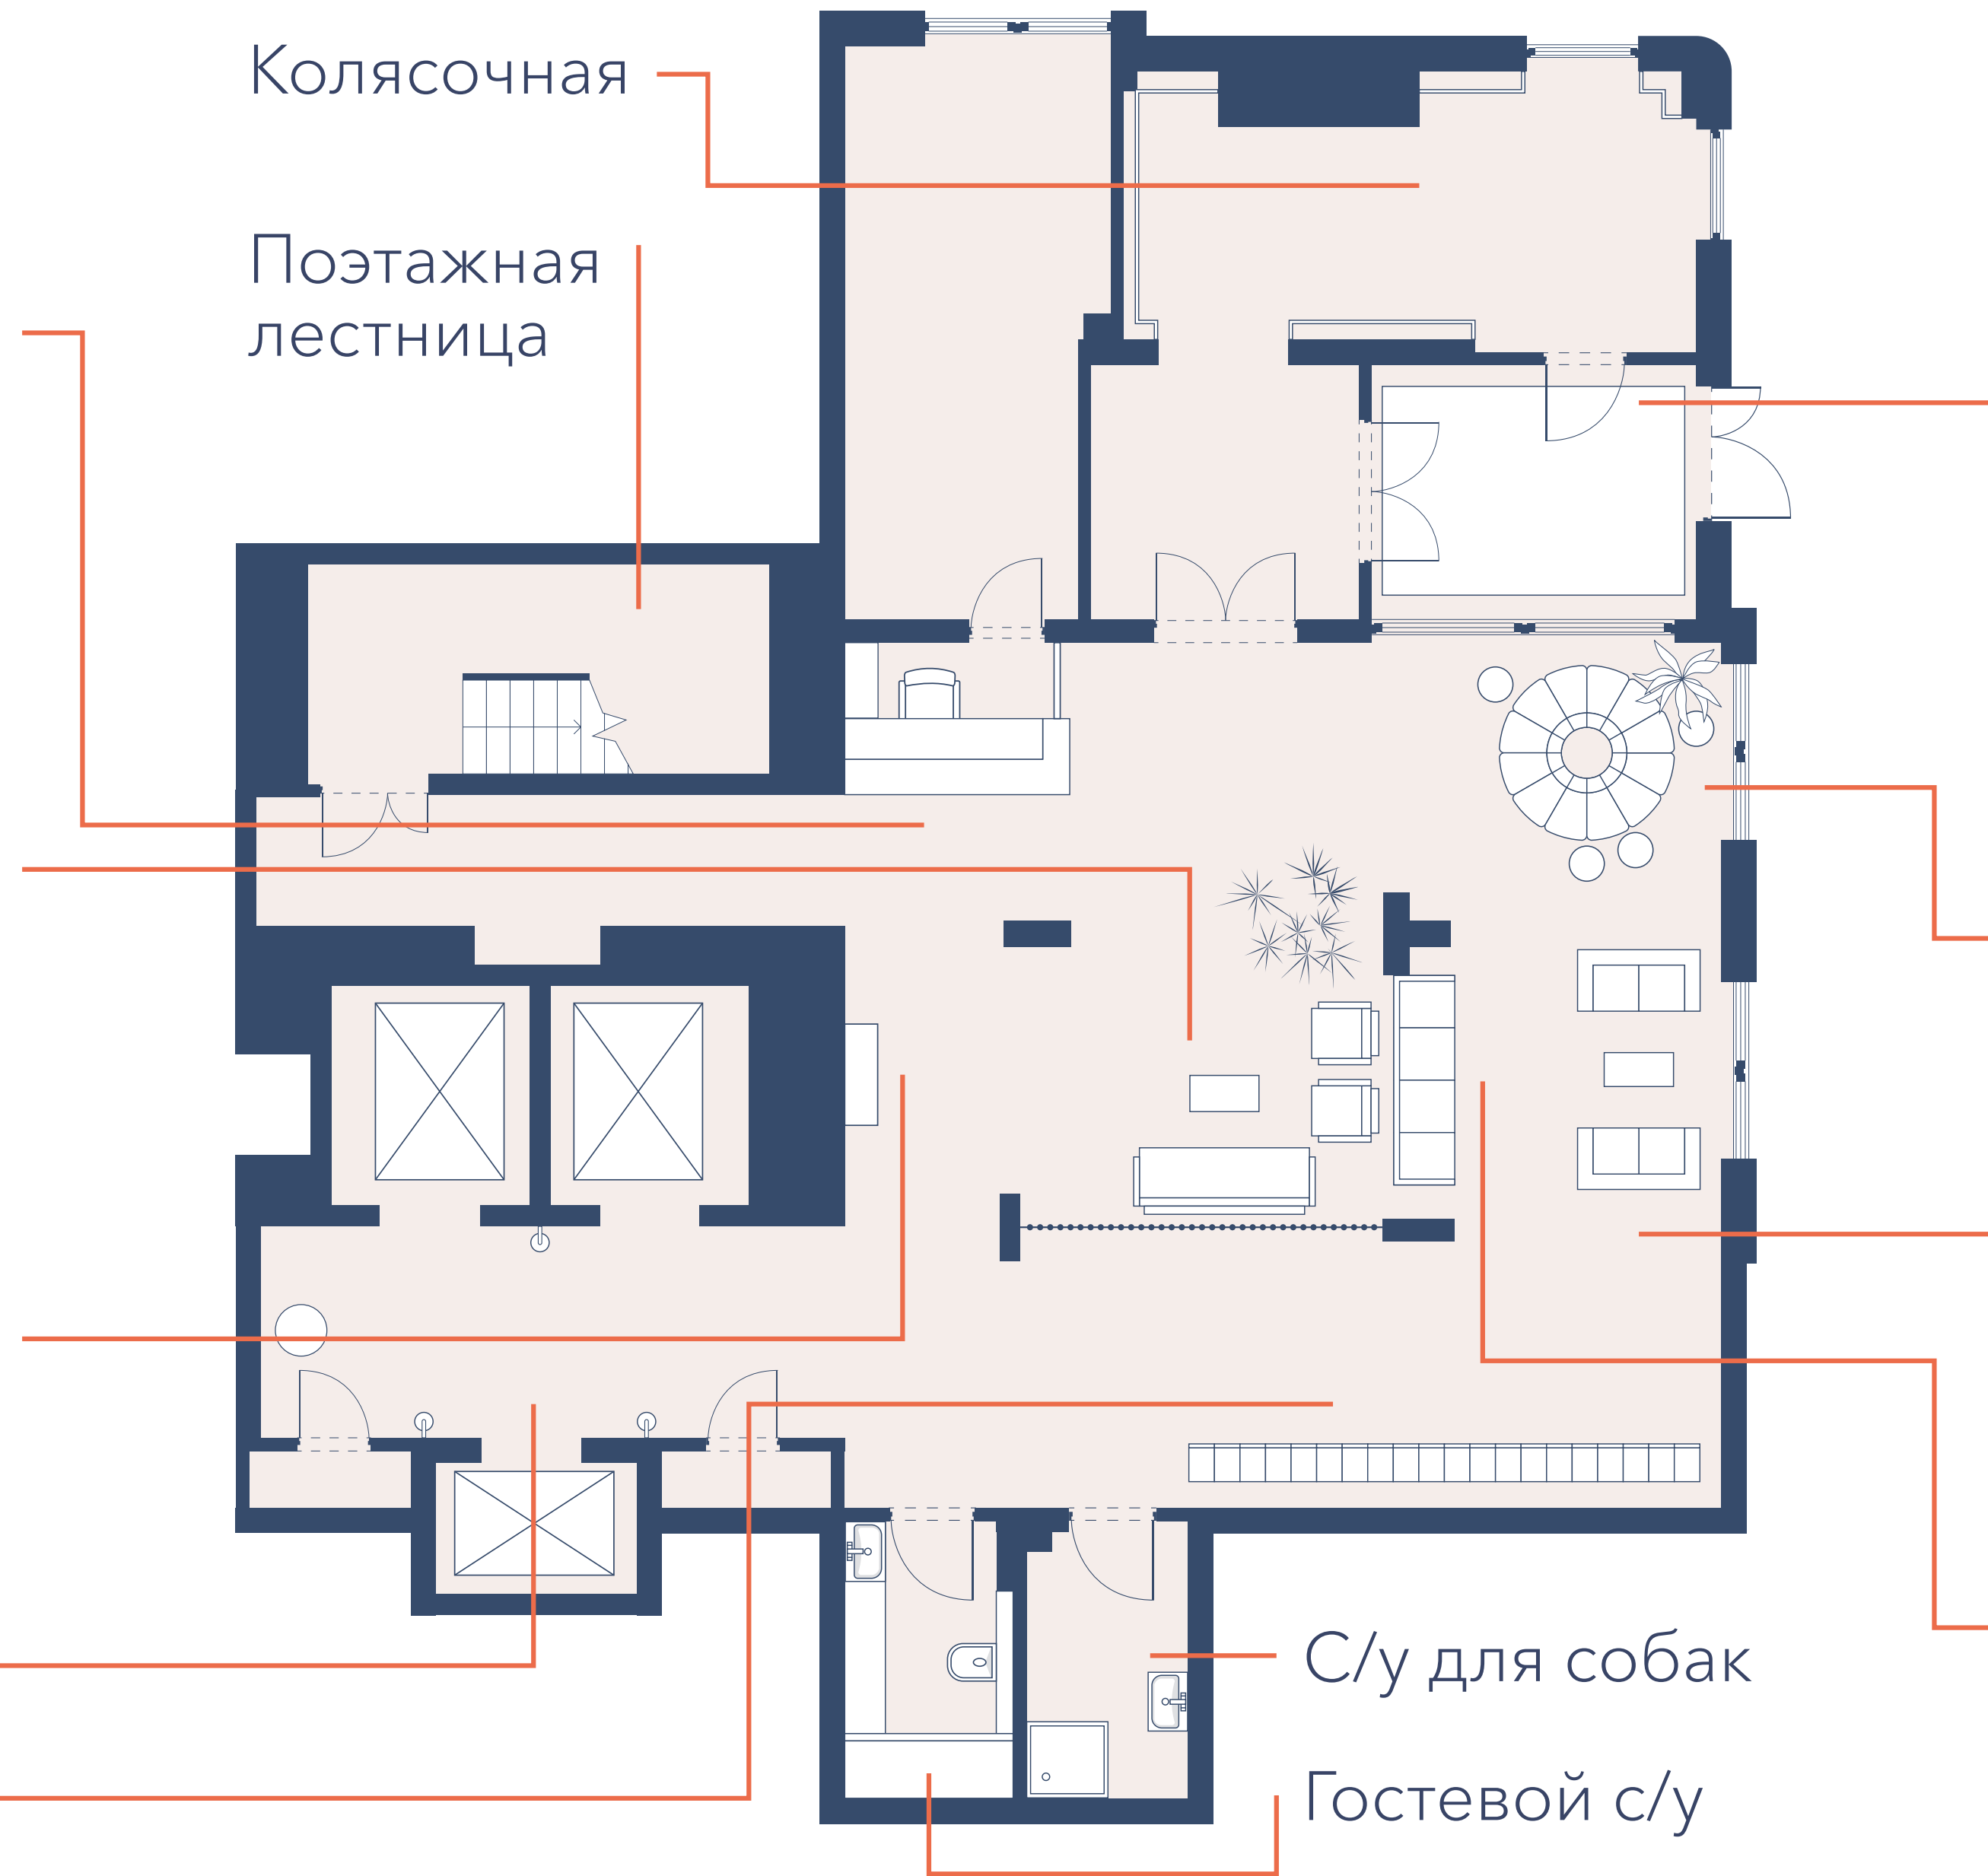 Колясочная
Поэтажная
лестница
С/у для собак
Гостевой с/у